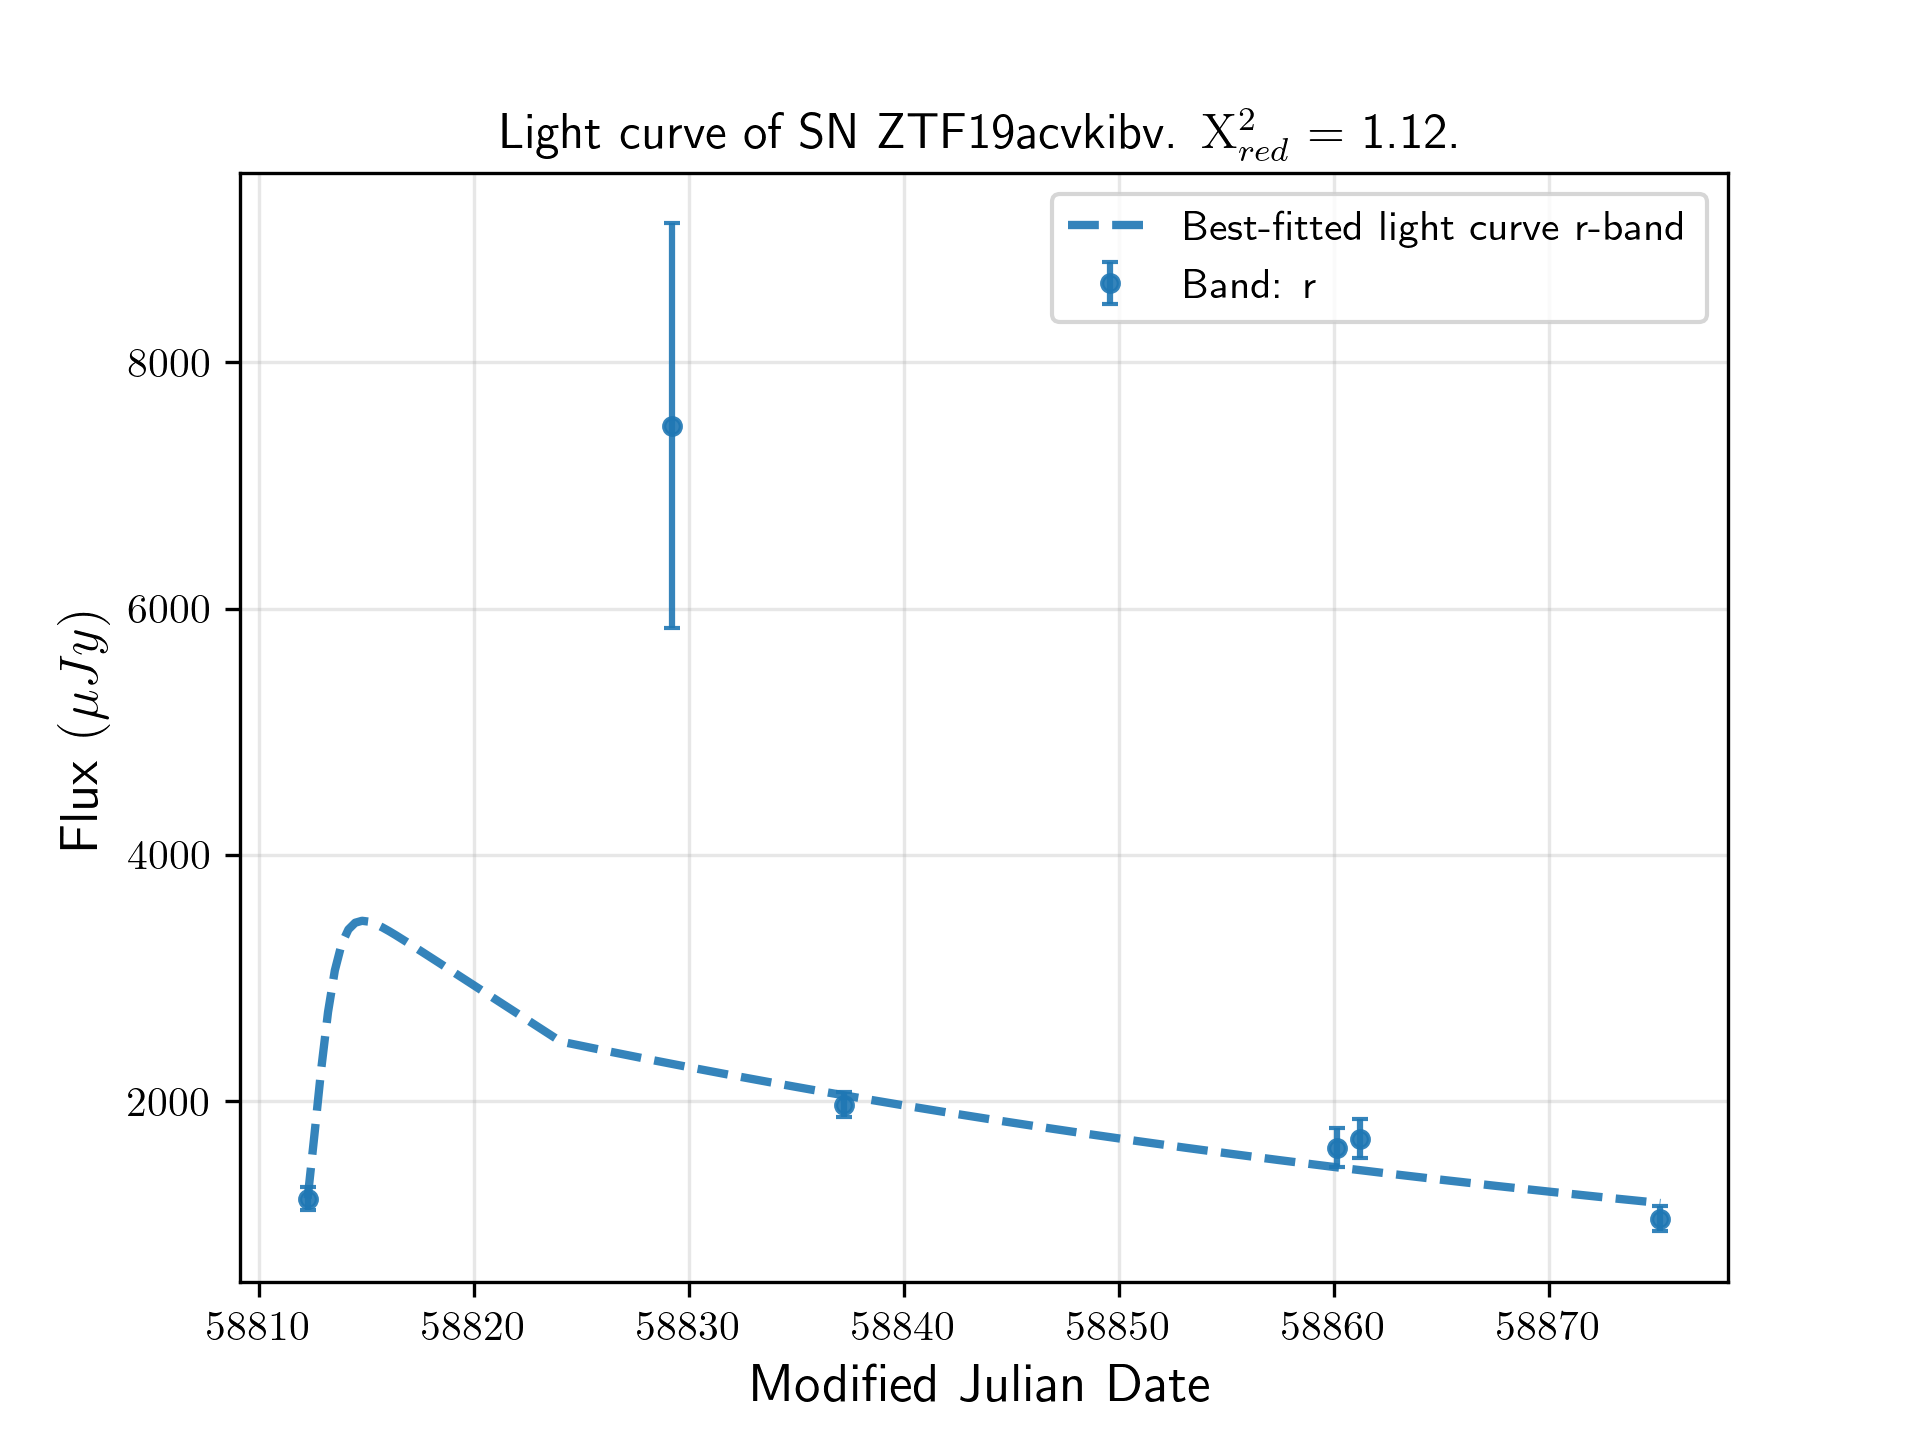 Light curve of SN ZTF19acvkibv. X²_red = 1.12.
Best-fitted light curve r-band
Band: r
8000
6000
4000
2000
Flux (μJy)
58810 58820 58830 58840 58850 58860 58870
Modified Julian Date